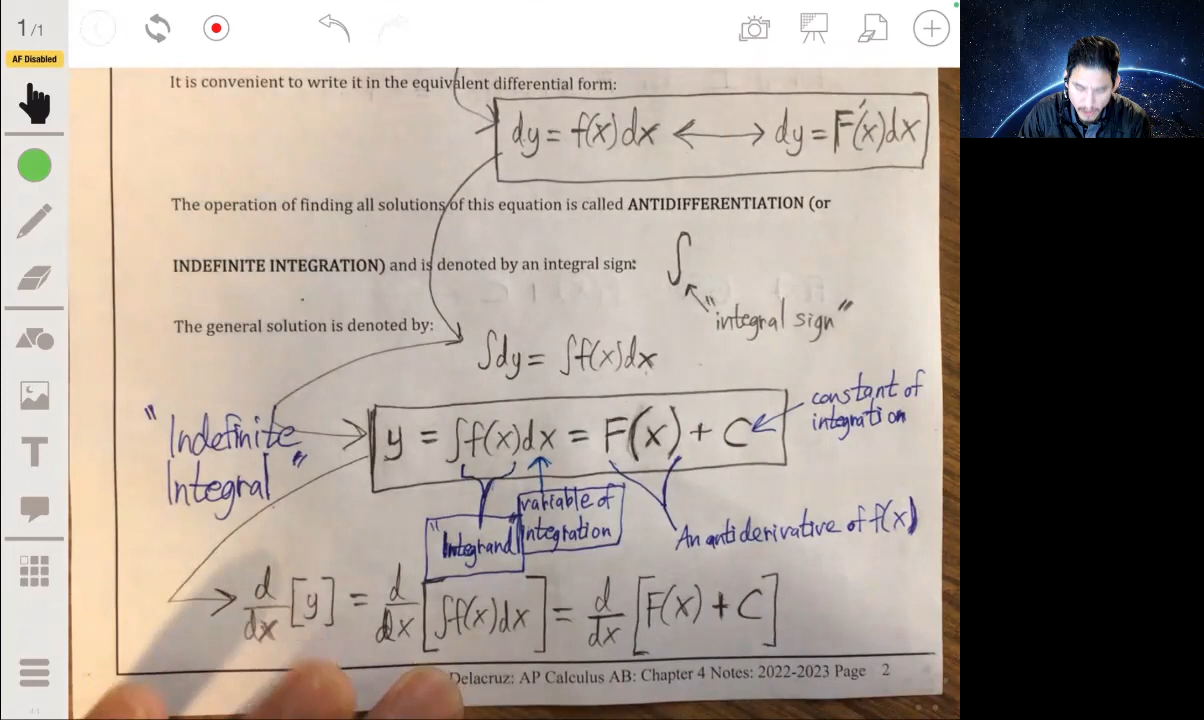 1/1
AF Disabled
It is convenient to write it in the equivalent differential form:
dy = f(x)dx ⟷ dy = F'(x)dx
The operation of finding all solutions of this equation is called ANTIDIFFERENTIATION (or
INDEFINITE INTEGRATION) and is denoted by an integral sign:
∫
"integral sign"
The general solution is denoted by:
∫dy = ∫f(x)dx
"Indefinite
Integral"
y = ∫f(x)dx = F(x) + C
constant of
integration
"Integrand"
variable of
integration
An antiderivative of f(x)
d/dx [y] = d/dx [∫f(x)dx] = d/dx [F(x) + C]
Delacruz: AP Calculus AB: Chapter 4 Notes: 2022-2023 Page 2
T